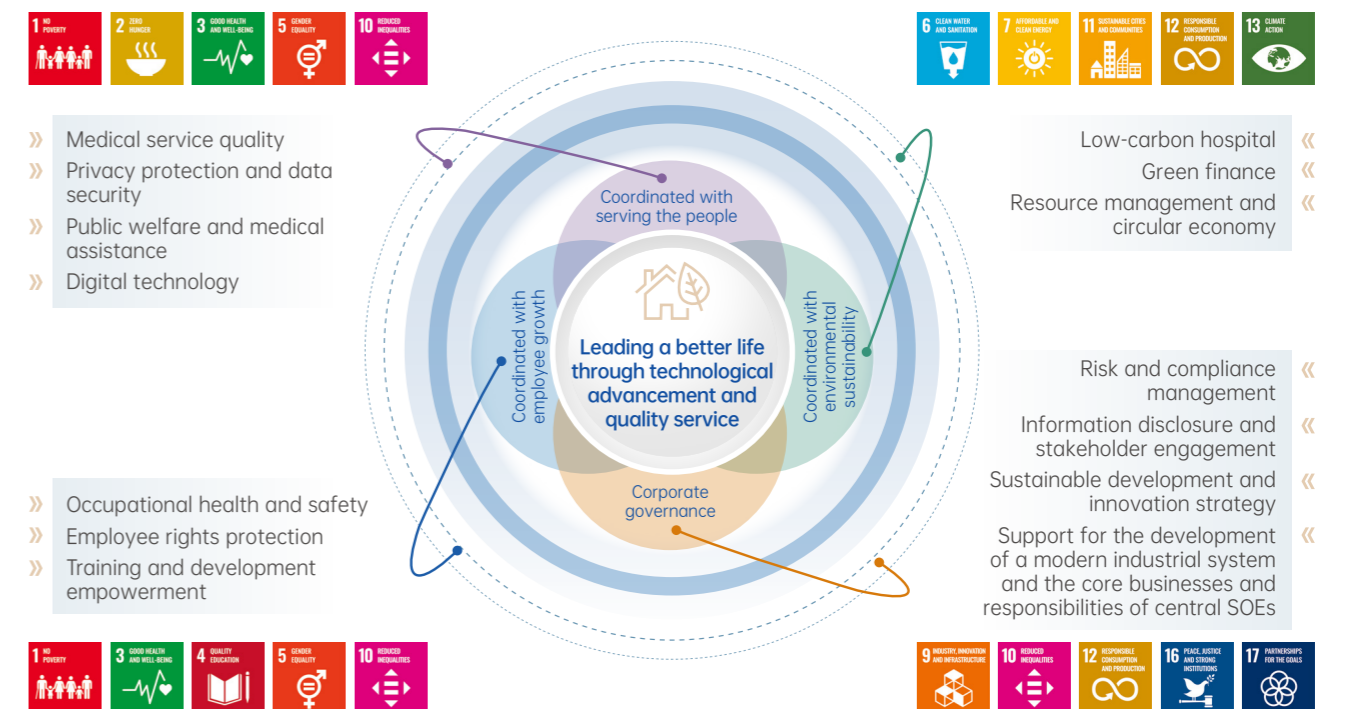 1 NO
POVERTY
2 ZERO
HUNGER
3 GOOD HEALTH
AND WELL-BEING
5 GENDER
EQUALITY
10 REDUCED
INEQUALITIES
6 CLEAN WATER
AND SANITATION
7 AFFORDABLE AND
CLEAN ENERGY
11 SUSTAINABLE CITIES
AND COMMUNITIES
12 RESPONSIBLE
CONSUMPTION
AND PRODUCTION
13 CLIMATE
ACTION
Medical service quality
Privacy protection and data
security
Public welfare and medical
assistance
Digital technology
Low-carbon hospital
Green finance
Resource management and
circular economy
Coordinated with
serving the people
Coordinated with
employee growth
Leading a better life
through technological
advancement and
quality service
Coordinated with
environmental
sustainability
Corporate
governance
Occupational health and safety
Employee rights protection
Training and development
empowerment
Risk and compliance
management
Information disclosure and
stakeholder engagement
Sustainable development and
innovation strategy
Support for the development
of a modern industrial system
and the core businesses and
responsibilities of central SOEs
1 NO
POVERTY
3 GOOD HEALTH
AND WELL-BEING
4 QUALITY
EDUCATION
5 GENDER
EQUALITY
10 REDUCED
INEQUALITIES
9 INDUSTRY, INNOVATION
AND INFRASTRUCTURE
10 REDUCED
INEQUALITIES
12 RESPONSIBLE
CONSUMPTION
AND PRODUCTION
16 PEACE, JUSTICE
AND STRONG
INSTITUTIONS
17 PARTNERSHIPS
FOR THE GOALS